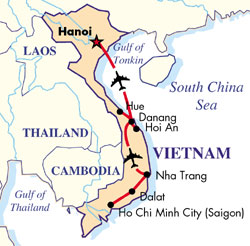 Hanoi
LAOS
Gulf of
Tonkin
South China
Sea
Hue
Danang
Hoi An
THAILAND
VIETNAM
CAMBODIA
Nha Trang
Gulf of
Thailand
Dalat
Ho Chi Minh City (Saigon)